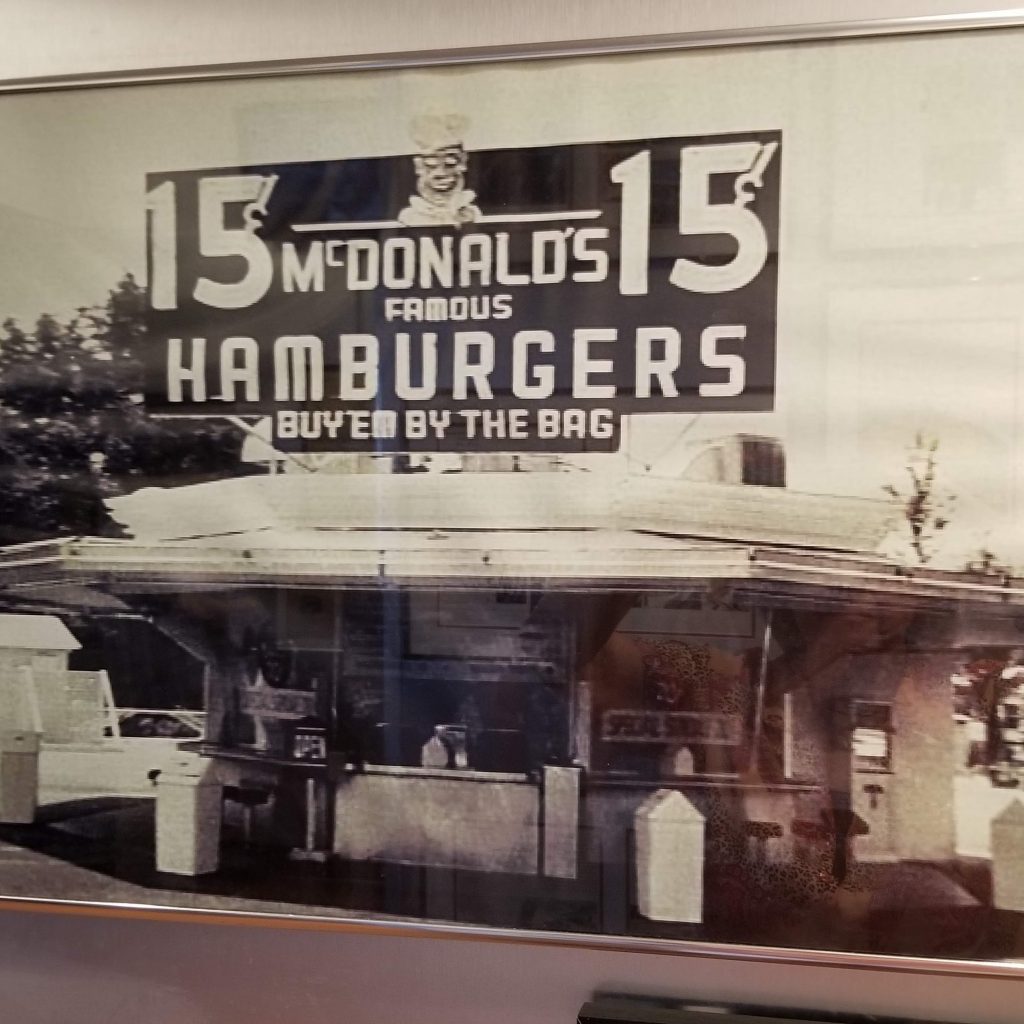 15¢ McDONALD'S 15¢
FAMOUS
HAMBURGERS
BUY'EM BY THE BAG